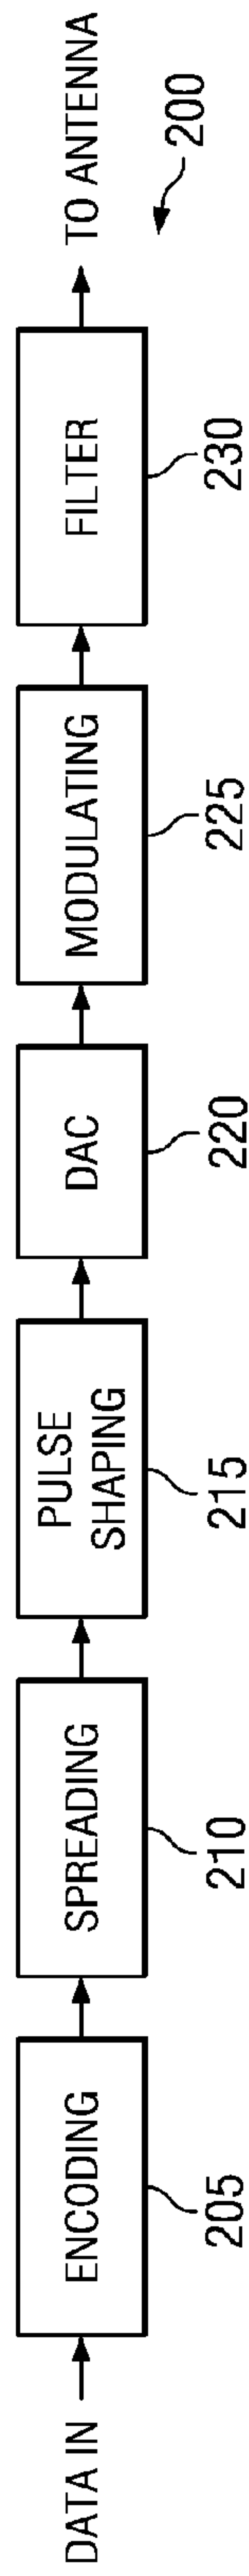 DATA IN
ENCODING
205
SPREADING
210
PULSE
SHAPING
215
DAC
220
MODULATING
225
FILTER
230
TO ANTENNA
200